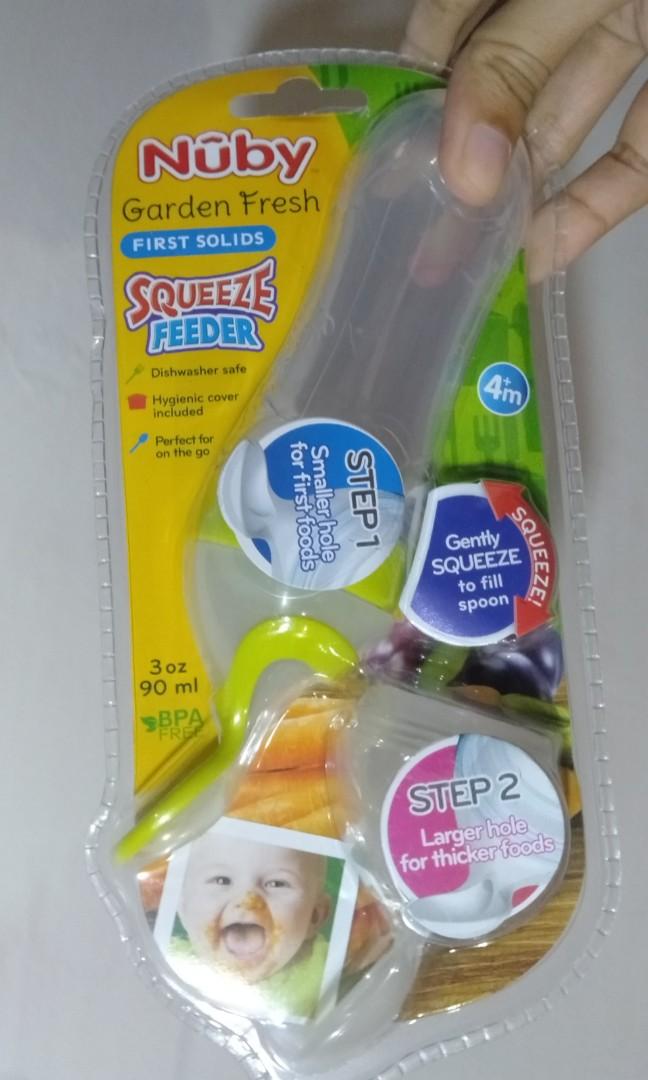 Nûby
Garden Fresh
FIRST SOLIDS
SQUEEZE
FEEDER
Dishwasher safe
Hygienic cover
included
Perfect for
on the go
4+m
STEP 1
Smaller hole
for first foods
Gently
SQUEEZE
to fill
spoon
SQUEEZE!
3 oz
90 ml
BPA
FREE
STEP 2
Larger hole
for thicker foods